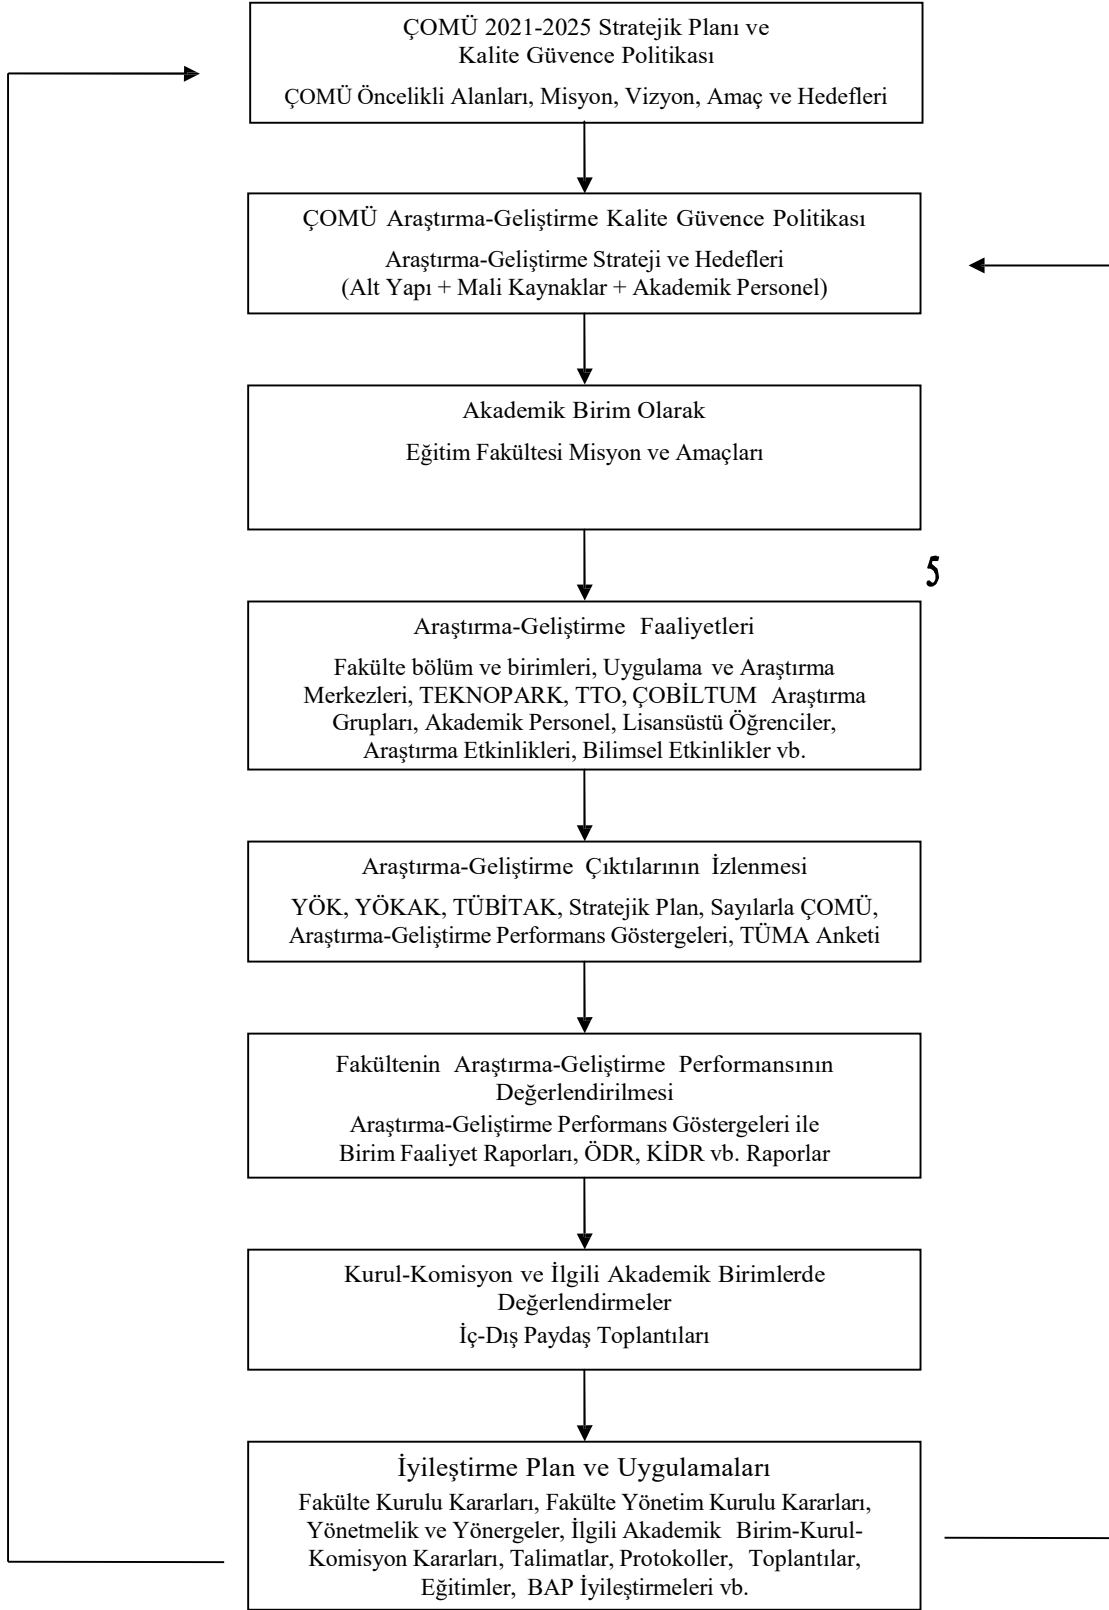 ÇOMÜ 2021-2025 Stratejik Planı ve
Kalite Güvence Politikası
ÇOMÜ Öncelikli Alanları, Misyon, Vizyon, Amaç ve Hedefleri
ÇOMÜ Araştırma-Geliştirme Kalite Güvence Politikası
Araştırma-Geliştirme Strateji ve Hedefleri
(Alt Yapı + Mali Kaynaklar + Akademik Personel)
Akademik Birim Olarak
Eğitim Fakültesi Misyon ve Amaçları
5
Araştırma-Geliştirme Faaliyetleri
Fakülte bölüm ve birimleri, Uygulama ve Araştırma
Merkezleri, TEKNOPARK, TTO, ÇOBİLTUM Araştırma
Grupları, Akademik Personel, Lisansüstü Öğrenciler,
Araştırma Etkinlikleri, Bilimsel Etkinlikler vb.
Araştırma-Geliştirme Çıktılarının İzlenmesi
YÖK, YÖKAK, TÜBİTAK, Stratejik Plan, Sayılarla ÇOMÜ,
Araştırma-Geliştirme Performans Göstergeleri, TÜMA Anketi
Fakültenin Araştırma-Geliştirme Performansının
Değerlendirilmesi
Araştırma-Geliştirme Performans Göstergeleri ile
Birim Faaliyet Raporları, ÖDR, KİDR vb. Raporlar
Kurul-Komisyon ve İlgili Akademik Birimlerde
Değerlendirmeler
İç-Dış Paydaş Toplantıları
İyileştirme Plan ve Uygulamaları
Fakülte Kurulu Kararları, Fakülte Yönetim Kurulu Kararları,
Yönetmelik ve Yönergeler, İlgili Akademik Birim-Kurul-
Komisyon Kararları, Talimatlar, Protokoller, Toplantılar,
Eğitimler, BAP İyileştirmeleri vb.